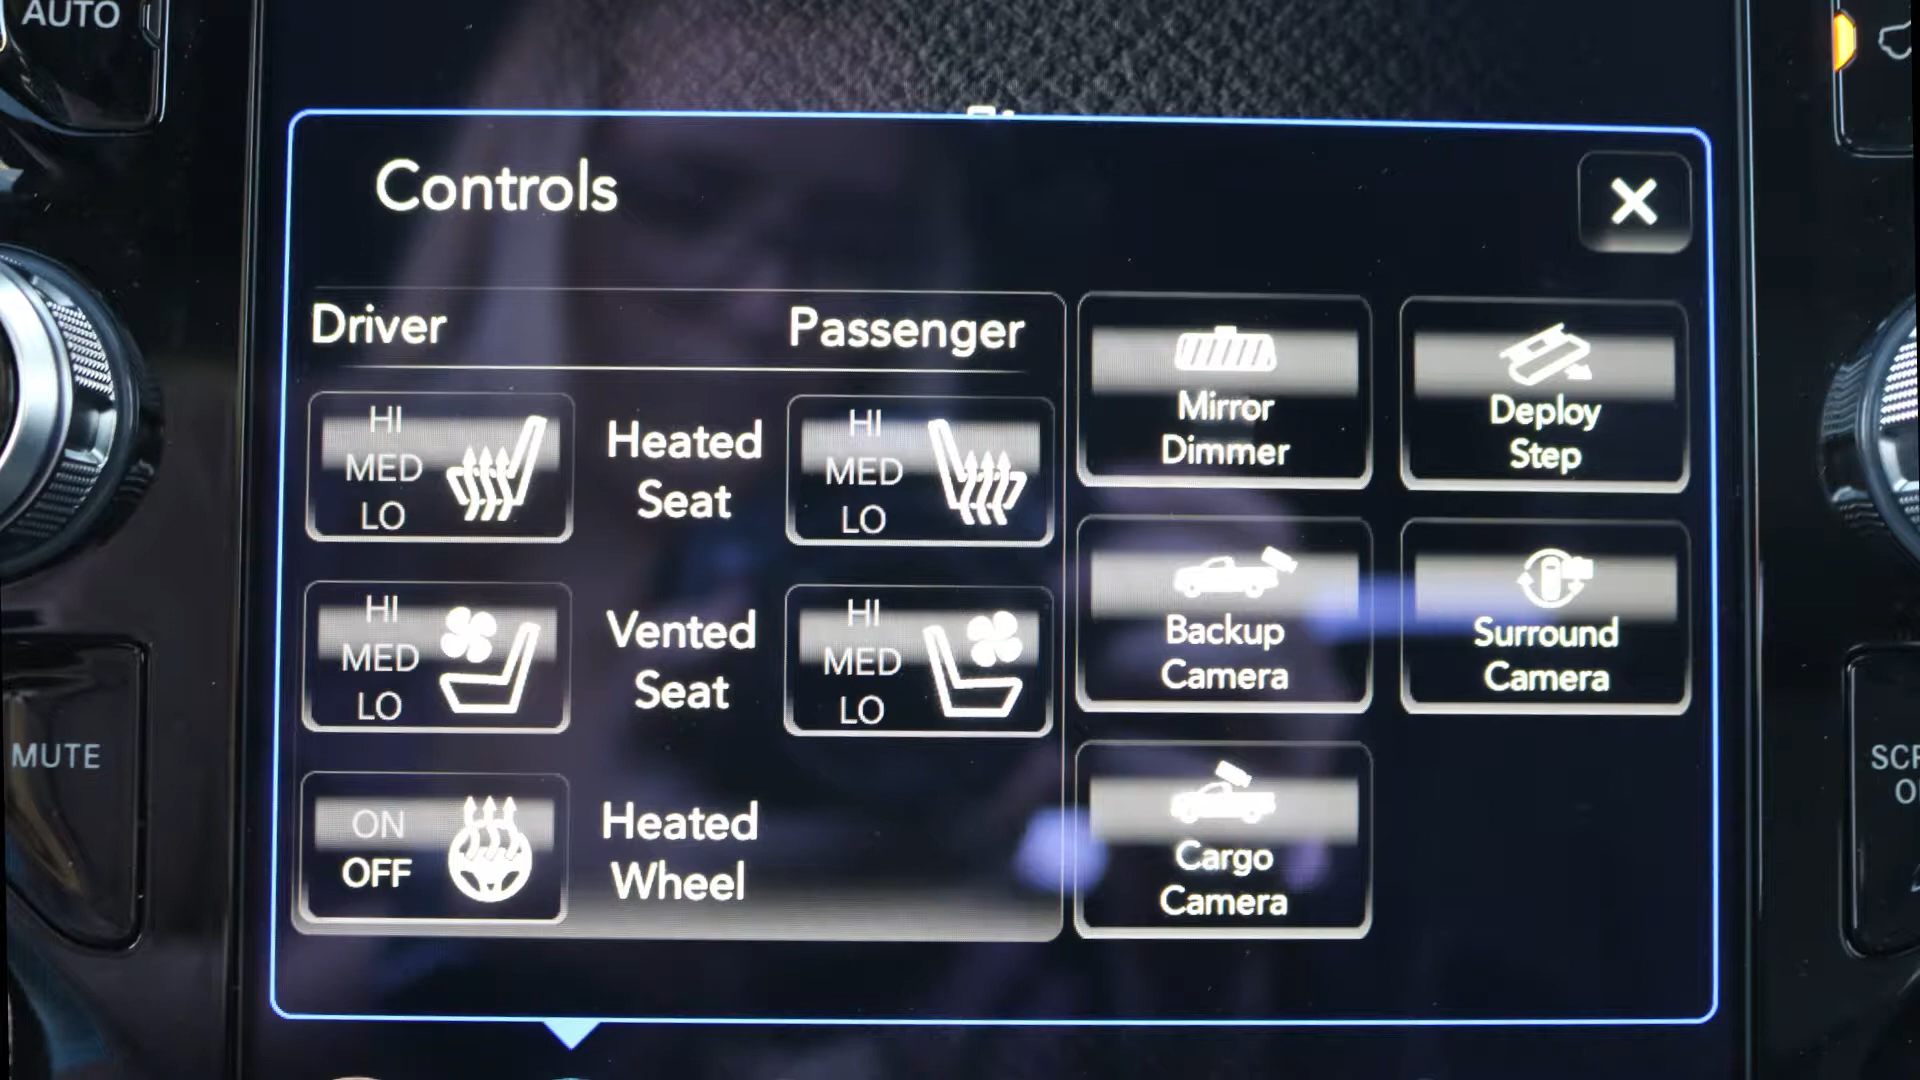 AUTO
Controls
Driver
Passenger
HI
MED
LO
Heated
Seat
HI
MED
LO
Mirror
Dimmer
Deploy
Step
HI
MED
LO
Vented
Seat
HI
MED
LO
Backup
Camera
Surround
Camera
MUTE
ON
OFF
Heated
Wheel
Cargo
Camera